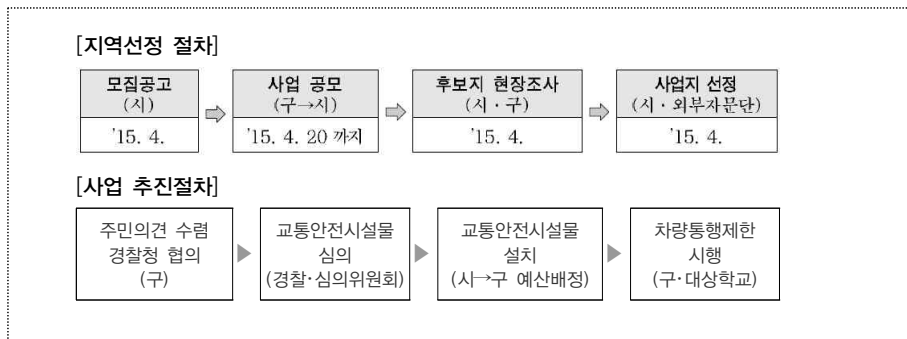 [지역선정 절차]
모집공고
(시)
'15. 4.
사업 공모
(구→시)
'15. 4. 20 까지
후보지 현장조사
(시·구)
'15. 4.
사업지 선정
(시·외부자문단)
'15. 4.
[사업 추진절차]
주민의견 수렴
경찰청 협의
(구)
교통안전시설물
심의
(경찰·심의위원회)
교통안전시설물
설치
(시→구 예산배정)
차량통행제한
시행
(구·대상학교)